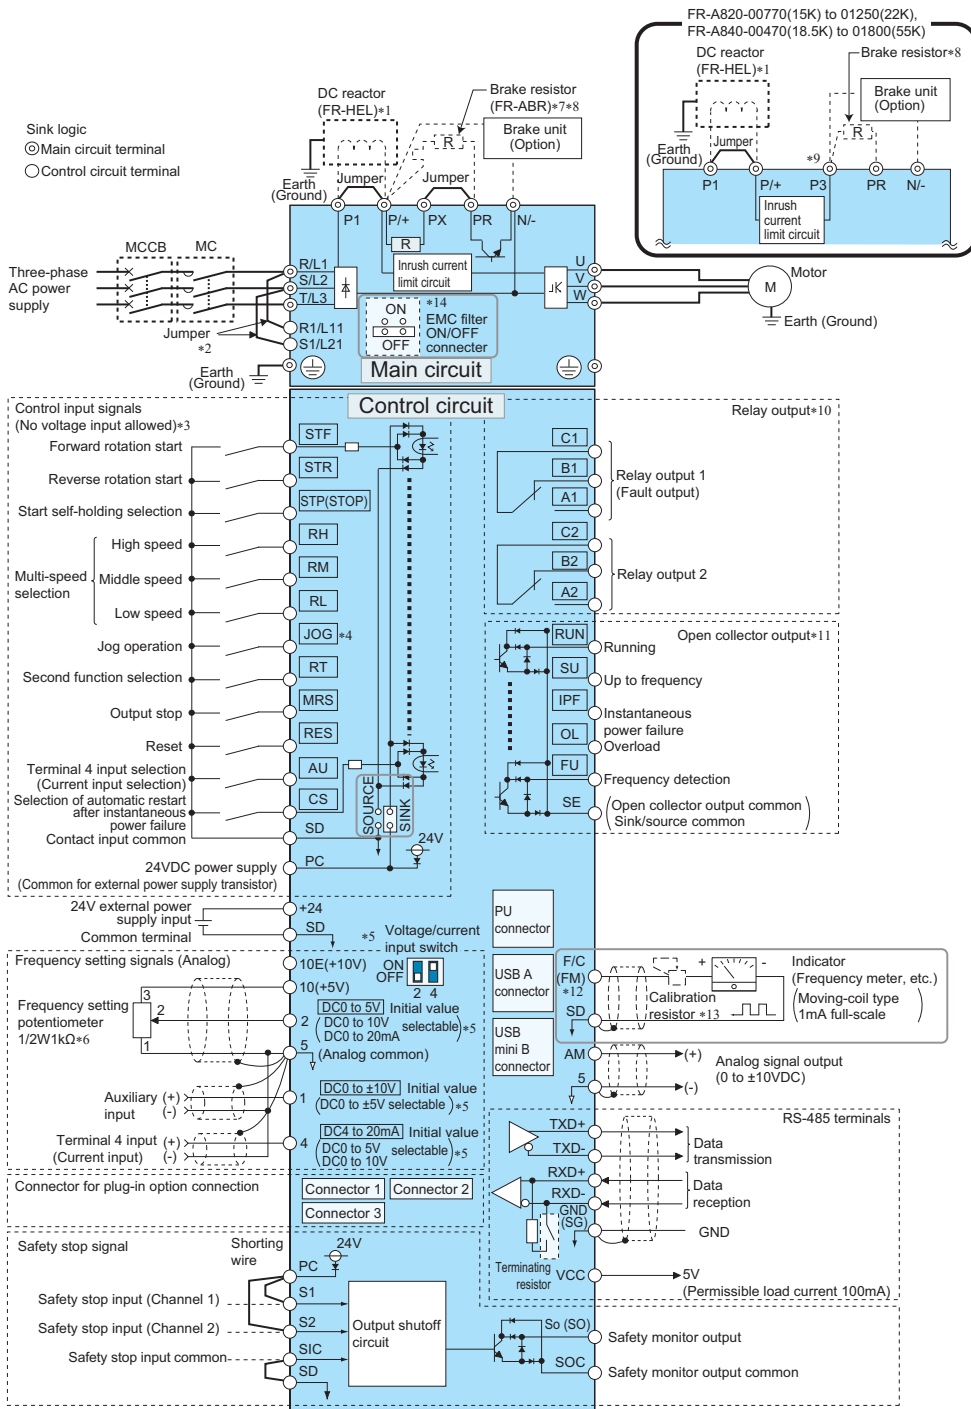 FR-A820-00770(15K) to 01250(22K),
FR-A840-00470(18.5K) to 01800(55K)
DC reactor
(FR-HEL)*1
Brake resistor*8
Brake unit
(Option)
R
Earth
(Ground)
Jumper
*9
P1
P/+
P3
PR
N/-
Inrush
current
limit circuit
Sink logic
Main circuit terminal
Control circuit terminal
DC reactor
(FR-HEL)*1
Brake resistor
(FR-ABR)*7*8
Brake unit
(Option)
R
Earth
(Ground)
Jumper
Jumper
P1
P/+
PX
PR
N/-
R
Inrush current
limit circuit
MCCB
MC
Three-phase
AC power
supply
R/L1
S/L2
T/L3
R1/L11
S1/L21
Jumper
*2
Earth
(Ground)
ON
OFF
*14
EMC filter
ON/OFF
connecter
U
V
W
Motor
M
Earth (Ground)
Main circuit
Control circuit
Control input signals
(No voltage input allowed)*3
Forward rotation start
STF
Reverse rotation start
STR
Start self-holding selection
STP(STOP)
Multi-speed
selection
High speed
RH
Middle speed
RM
Low speed
RL
Jog operation
JOG
*4
Second function selection
RT
Output stop
MRS
Reset
RES
Terminal 4 input selection
(Current input selection)
AU
Selection of automatic restart
after instantaneous
power failure
CS
Contact input common
SD
SOURCE
SINK
24V
24VDC power supply
(Common for external power supply transistor)
PC
Relay output*10
C1
B1
A1
Relay output 1
(Fault output)
C2
B2
A2
Relay output 2
Open collector output*11
RUN
Running
SU
Up to frequency
IPF
Instantaneous
power failure
OL
Overload
FU
Frequency detection
SE
(Open collector output common
Sink/source common)
24V external power
supply input
+24
Common terminal
SD
Frequency setting signals (Analog)
*5
Voltage/current
input switch
ON
OFF
2 4
10E(+10V)
10(+5V)
Frequency setting
potentiometer
1/2W1kΩ*6
3
2
1
2
DC0 to 5V Initial value
(DC0 to 10V
DC0 to 20mA selectable)*5
5
(Analog common)
Auxiliary (+)
input (-)
1
DC0 to ±10V Initial value
(DC0 to ±5V selectable)*5
Terminal 4 input (+)
(Current input) (-)
4
DC4 to 20mA Initial value
(DC0 to 5V
DC0 to 10V selectable)*5
PU
connector
USB A
connector
USB
mini B
connector
F/C
(FM)
*12
SD
+
-
Calibration
resistor *13
Indicator
(Frequency meter, etc.)
(Moving-coil type
1mA full-scale)
AM
(+)
5
(-)
Analog signal output
(0 to ±10VDC)
RS-485 terminals
TXD+
TXD-
Data
transmission
RXD+
RXD-
Data
reception
GND
(SG)
GND
Terminating
resistor
VCC
5V
(Permissible load current 100mA)
Connector for plug-in option connection
Connector 1
Connector 2
Connector 3
Safety stop signal
Shorting
wire
24V
PC
Safety stop input (Channel 1)
S1
Safety stop input (Channel 2)
S2
Safety stop input common
SIC
SD
Output shutoff
circuit
So (SO)
Safety monitor output
SOC
Safety monitor output common